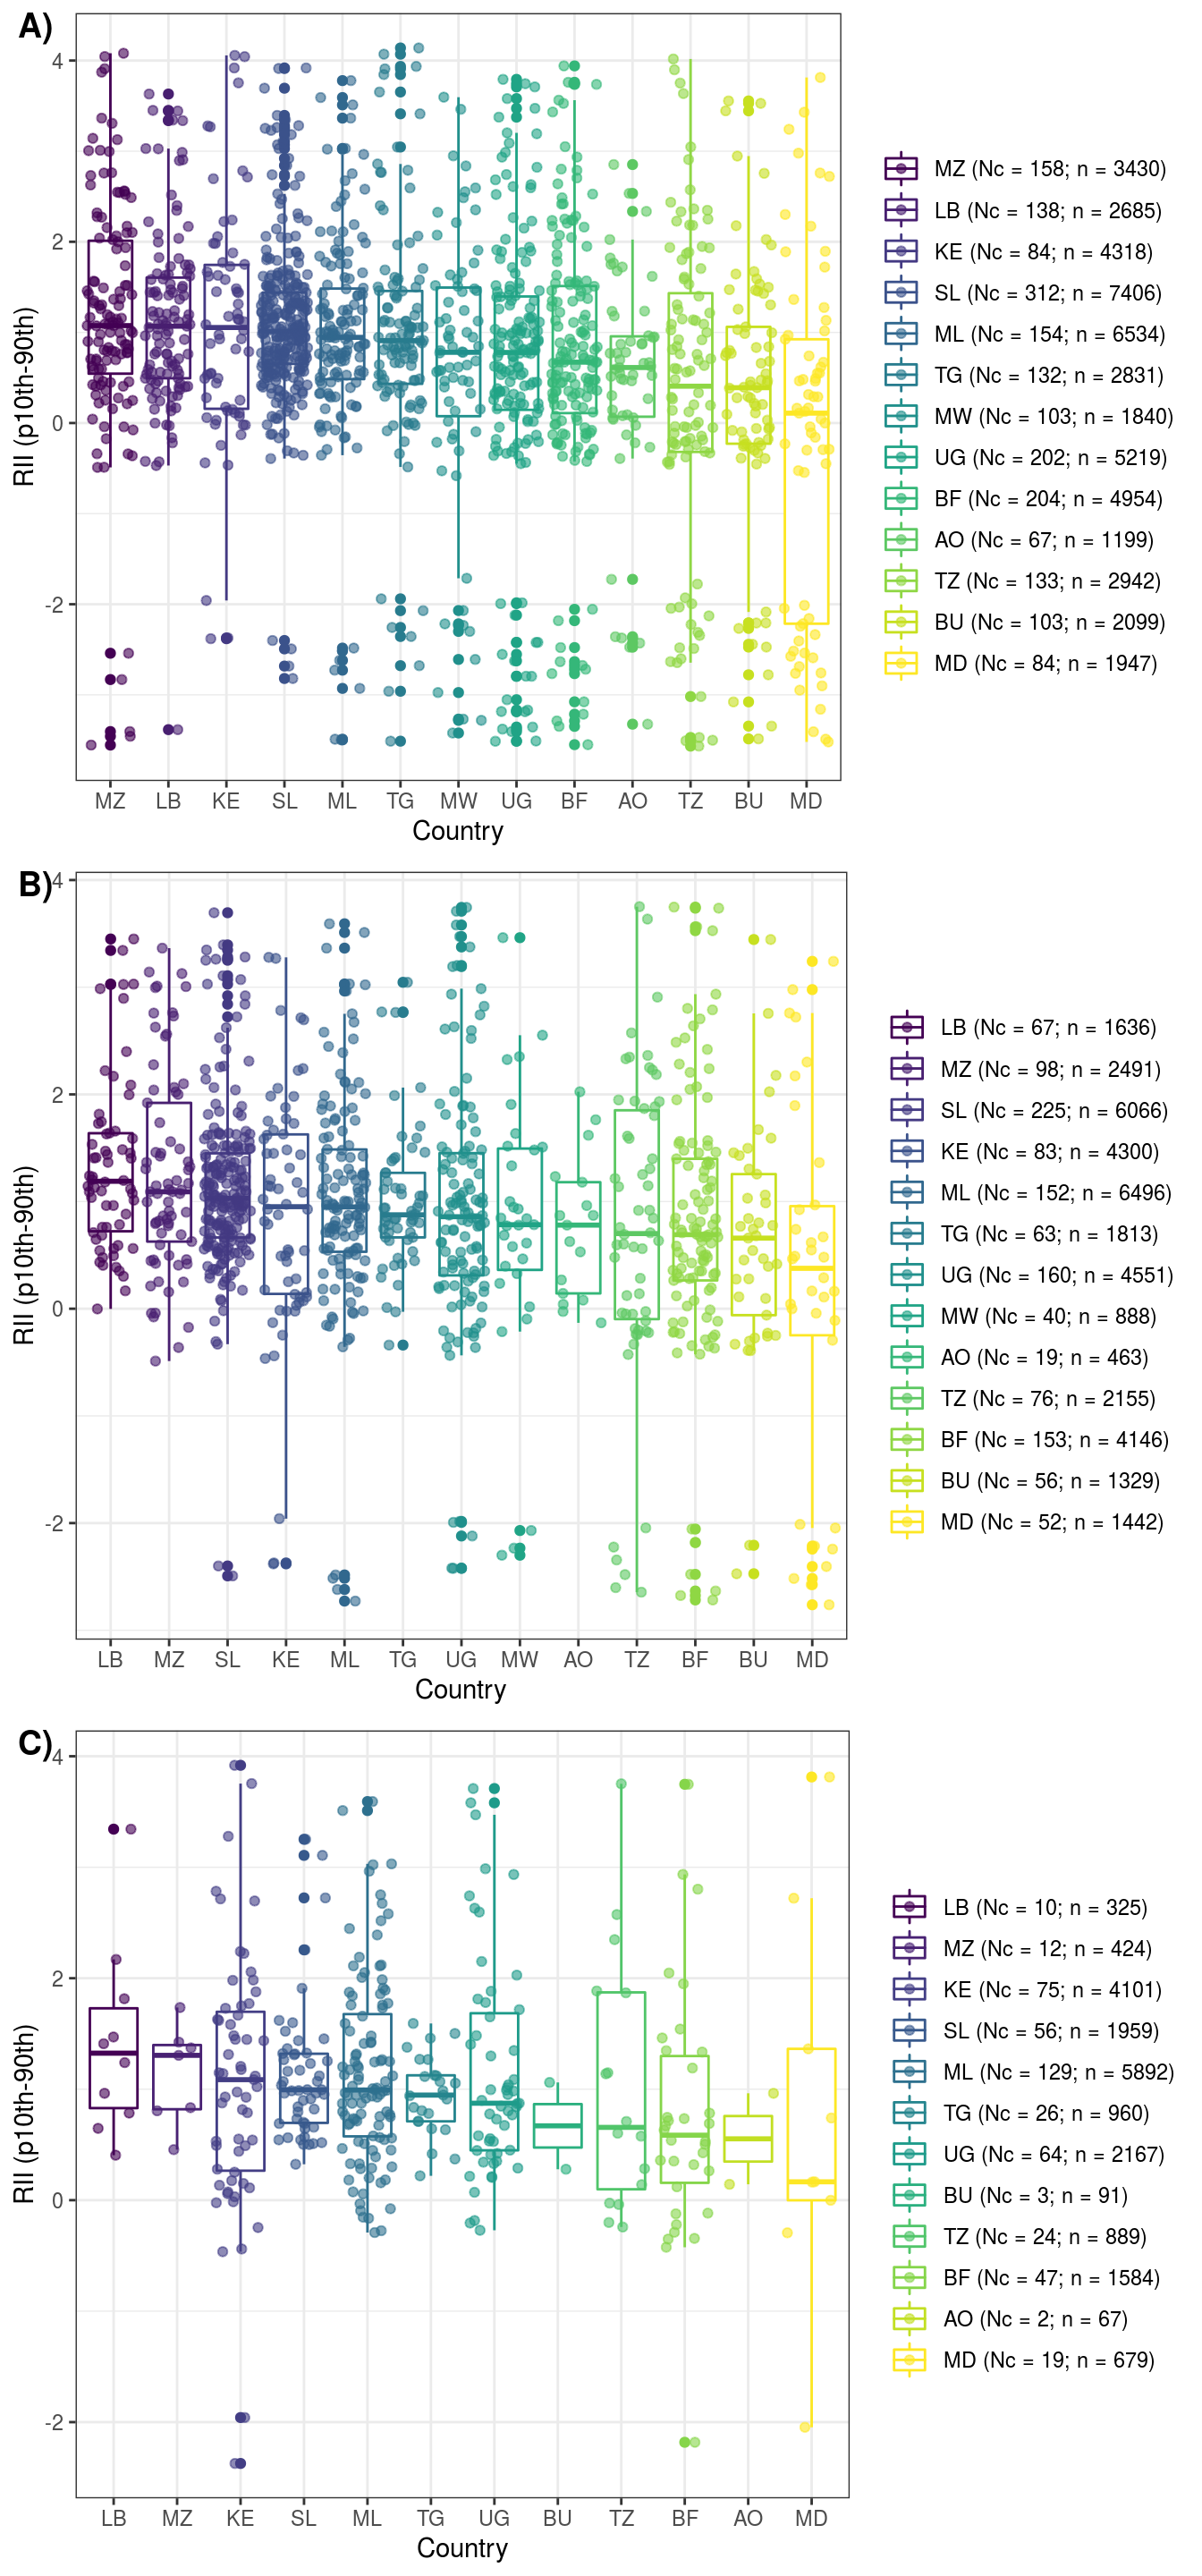 A)
4
2
0
-2
RII (p10th-90th)
MZ LB KE SL ML TG MW UG BF AO TZ BU MD
Country
MZ (Nc = 158; n = 3430)
LB (Nc = 138; n = 2685)
KE (Nc = 84; n = 4318)
SL (Nc = 312; n = 7406)
ML (Nc = 154; n = 6534)
TG (Nc = 132; n = 2831)
MW (Nc = 103; n = 1840)
UG (Nc = 202; n = 5219)
BF (Nc = 204; n = 4954)
AO (Nc = 67; n = 1199)
TZ (Nc = 133; n = 2942)
BU (Nc = 103; n = 2099)
MD (Nc = 84; n = 1947)
B)
4
2
0
-2
RII (p10th-90th)
LB MZ SL KE ML TG UG MW AO TZ BF BU MD
Country
LB (Nc = 67; n = 1636)
MZ (Nc = 98; n = 2491)
SL (Nc = 225; n = 6066)
KE (Nc = 83; n = 4300)
ML (Nc = 152; n = 6496)
TG (Nc = 63; n = 1813)
UG (Nc = 160; n = 4551)
MW (Nc = 40; n = 888)
AO (Nc = 19; n = 463)
TZ (Nc = 76; n = 2155)
BF (Nc = 153; n = 4146)
BU (Nc = 56; n = 1329)
MD (Nc = 52; n = 1442)
C)
4
2
0
-2
RII (p10th-90th)
LB MZ KE SL ML TG UG BU TZ BF AO MD
Country
LB (Nc = 10; n = 325)
MZ (Nc = 12; n = 424)
KE (Nc = 75; n = 4101)
SL (Nc = 56; n = 1959)
ML (Nc = 129; n = 5892)
TG (Nc = 26; n = 960)
UG (Nc = 64; n = 2167)
BU (Nc = 3; n = 91)
TZ (Nc = 24; n = 889)
BF (Nc = 47; n = 1584)
AO (Nc = 2; n = 67)
MD (Nc = 19; n = 679)